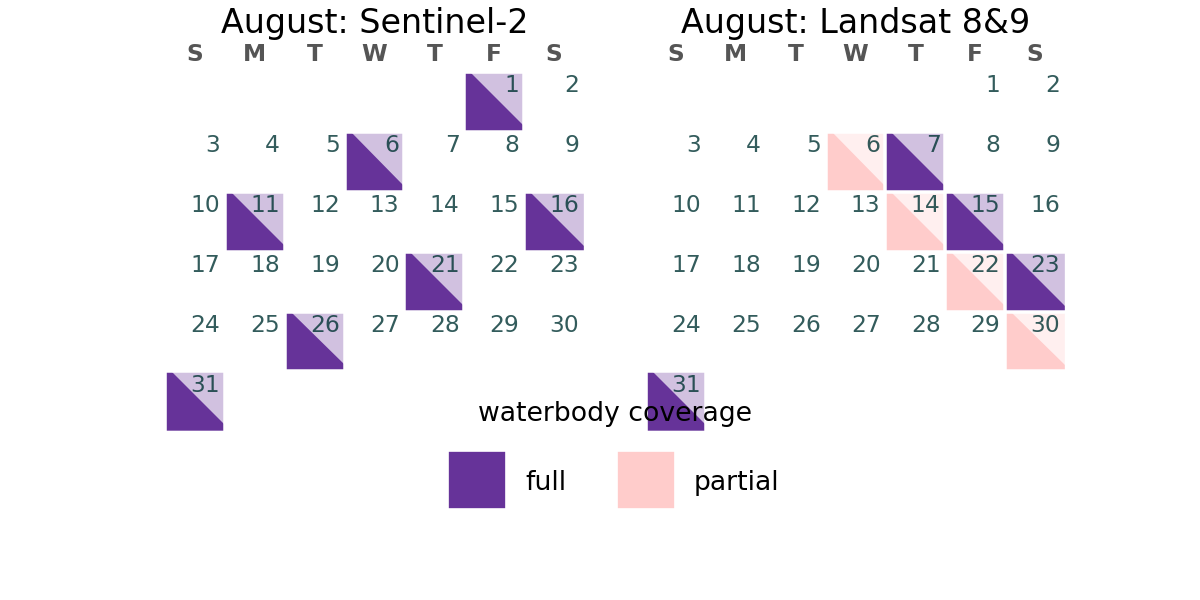 August: Sentinel-2
S M T W T F S
1 2
3 4 5 6 7 8 9
10 11 12 13 14 15 16
17 18 19 20 21 22 23
24 25 26 27 28 29 30
31
August: Landsat 8&9
S M T W T F S
1 2
3 4 5 6 7 8 9
10 11 12 13 14 15 16
17 18 19 20 21 22 23
24 25 26 27 28 29 30
31
waterbody coverage
full partial